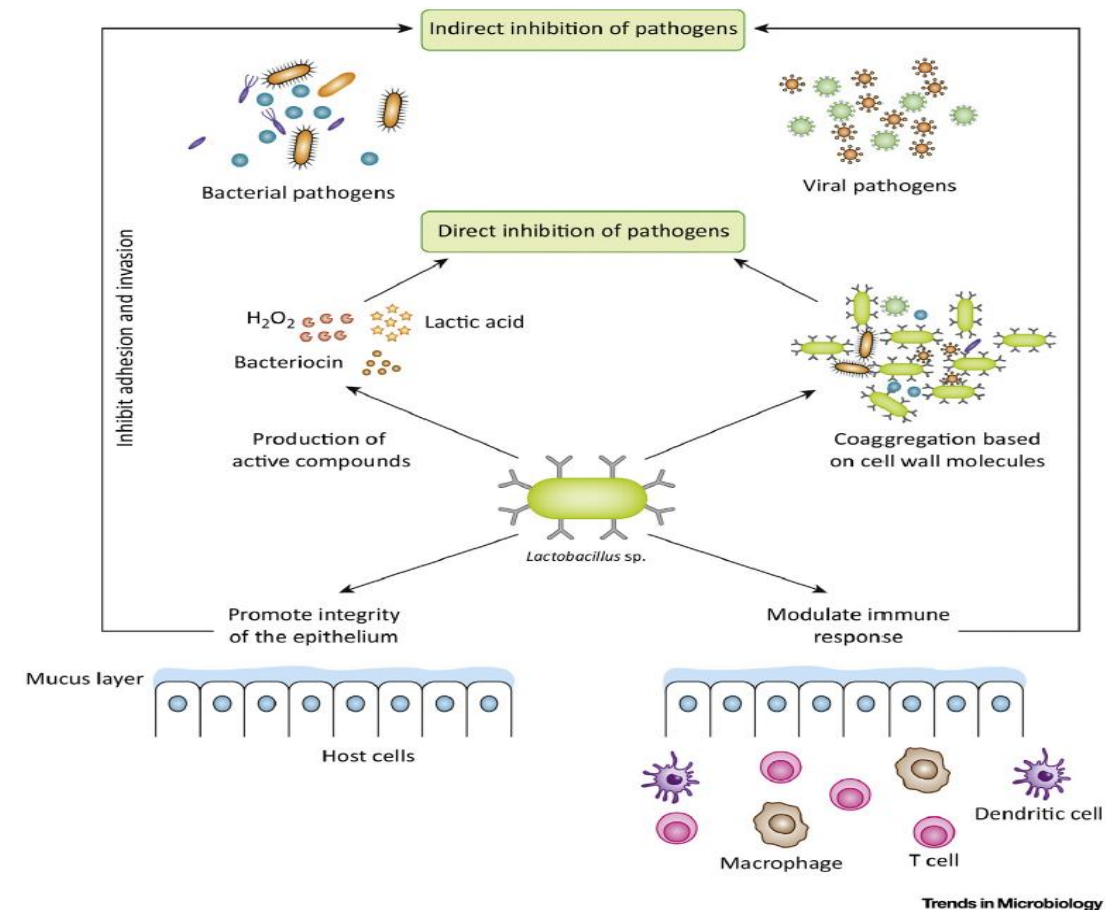 Indirect inhibition of pathogens
Bacterial pathogens
Viral pathogens
Direct inhibition of pathogens
Inhibit adhesion and invasion
H₂O₂
Lactic acid
Bacteriocin
Production of
active compounds
Coaggregation based
on cell wall molecules
Lactobacillus sp.
Promote integrity
of the epithelium
Modulate immune
response
Mucus layer
Host cells
Dendritic cell
Macrophage
T cell
Trends in Microbiology